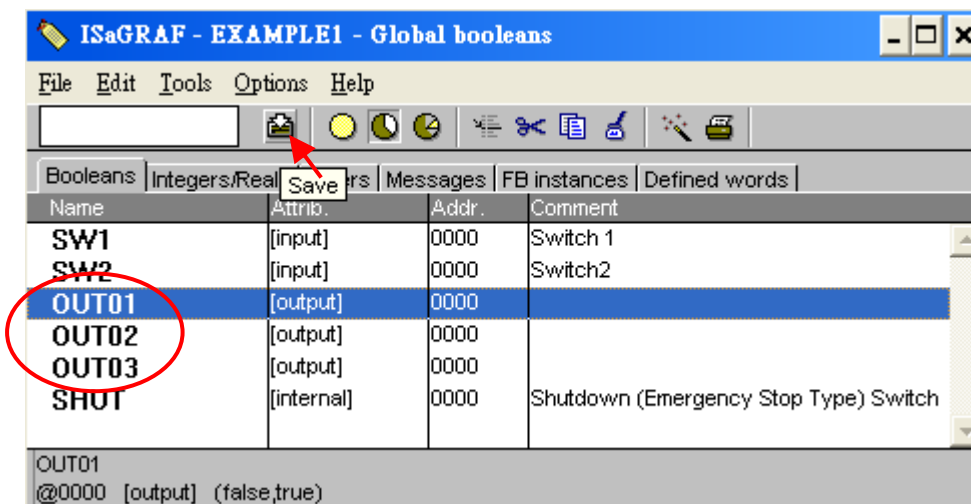 ISaGRAF - EXAMPLE1 - Global booleans
File Edit Tools Options Help
Booleans Integers/Real Messages FB instances Defined words
Save
Name Attrib. Addr. Comment
SW1 [input] 0000 Switch 1
SW2 [input] 0000 Switch2
OUT01 [output] 0000
OUT02 [output] 0000
OUT03 [output] 0000
SHUT [internal] 0000 Shutdown (Emergency Stop Type) Switch
OUT01
@0000 [output] (false,true)